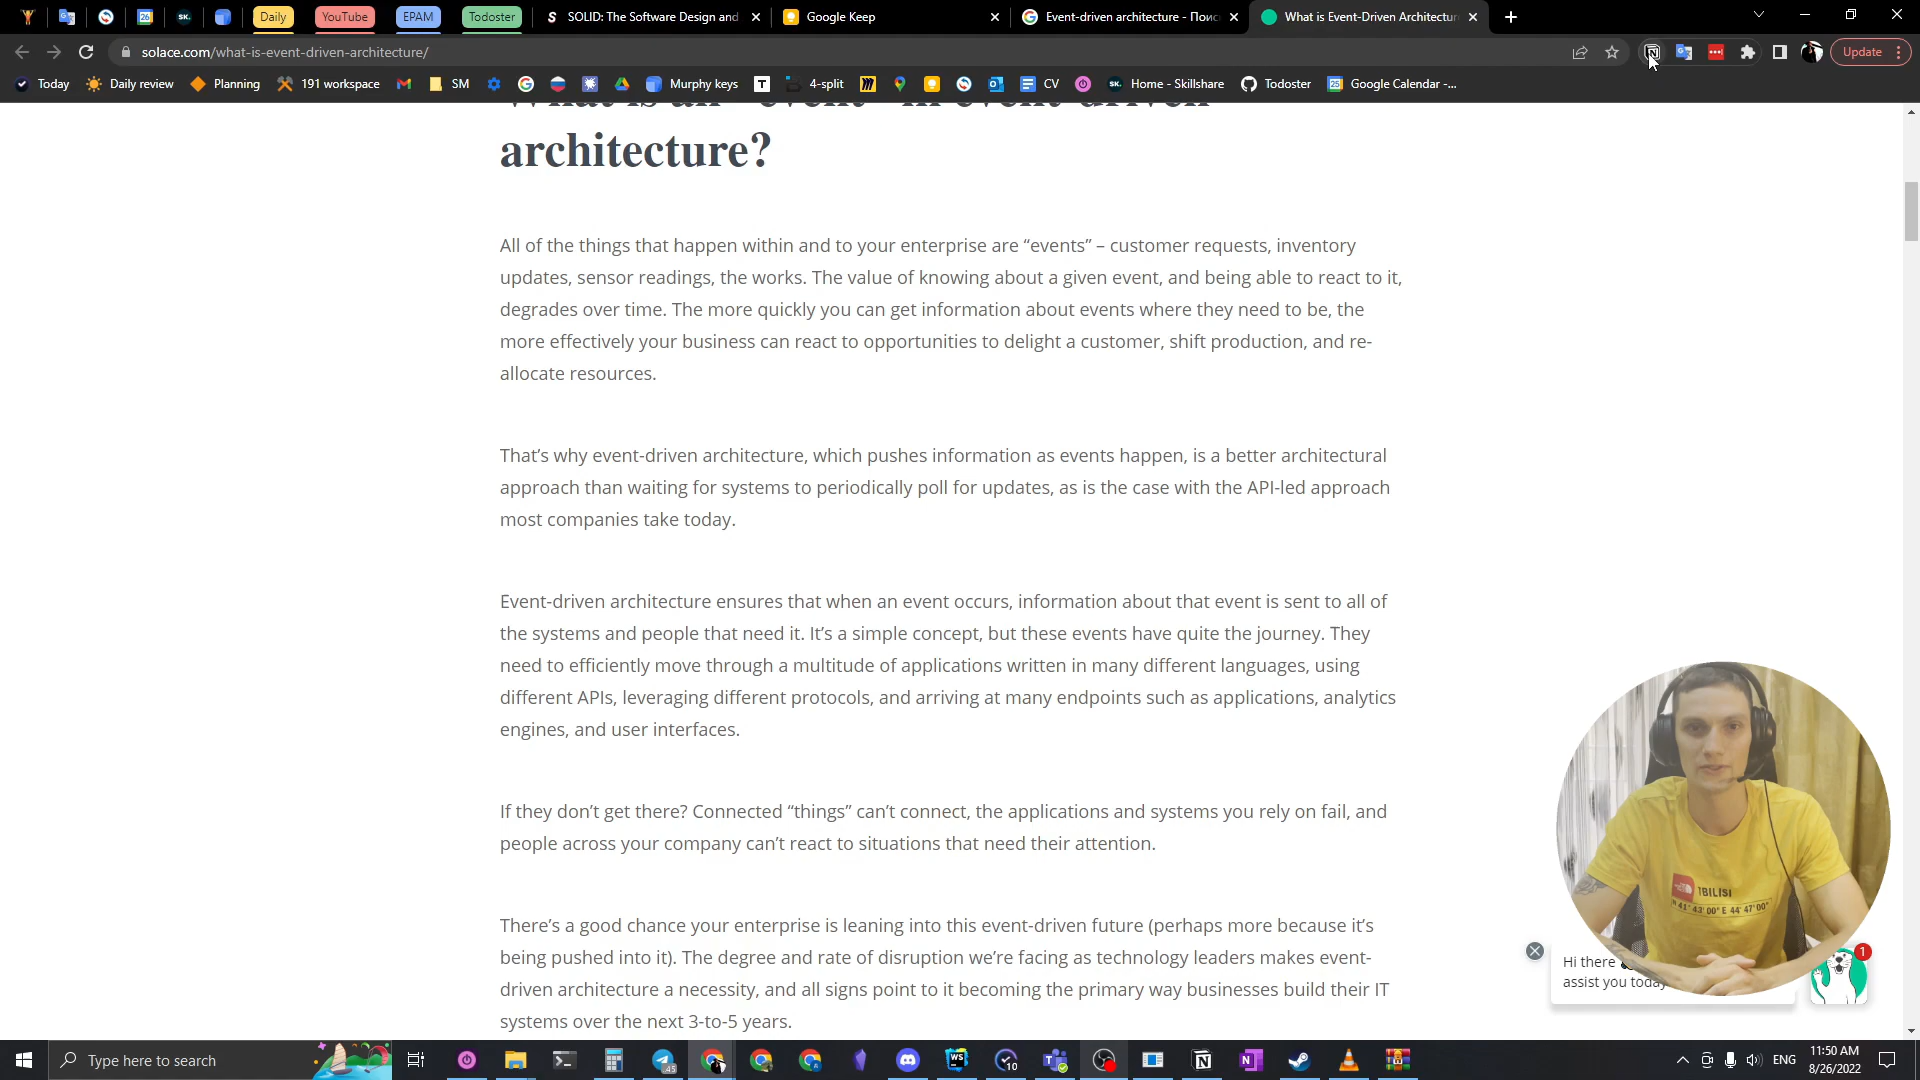 Daily
YouTube
EPAM
Todoster
SOLID: The Software Design and
Google Keep
Event-driven architecture - Поис
What is Event-Driven Architectur
solace.com/what-is-event-driven-architecture/
Update
Today
Daily review
Planning
191 workspace
SM
Murphy keys
4-split
CV
Home - Skillshare
Todoster
Google Calendar -...
What is an "event" in event-driven
architecture?
All of the things that happen within and to your enterprise are “events” – customer requests, inventory
updates, sensor readings, the works. The value of knowing about a given event, and being able to react to it,
degrades over time. The more quickly you can get information about events where they need to be, the
more effectively your business can react to opportunities to delight a customer, shift production, and re-
allocate resources.
That’s why event-driven architecture, which pushes information as events happen, is a better architectural
approach than waiting for systems to periodically poll for updates, as is the case with the API-led approach
most companies take today.
Event-driven architecture ensures that when an event occurs, information about that event is sent to all of
the systems and people that need it. It’s a simple concept, but these events have quite the journey. They
need to efficiently move through a multitude of applications written in many different languages, using
different APIs, leveraging different protocols, and arriving at many endpoints such as applications, analytics
engines, and user interfaces.
If they don’t get there? Connected “things” can’t connect, the applications and systems you rely on fail, and
people across your company can’t react to situations that need their attention.
There’s a good chance your enterprise is leaning into this event-driven future (perhaps more because it’s
being pushed into it). The degree and rate of disruption we’re facing as technology leaders makes event-
driven architecture a necessity, and all signs point to it becoming the primary way businesses build their IT
systems over the next 3-to-5 years.
TBILISI
N 41° 43' 00" E 44° 47' 00"
Hi there
assist you today
1
Type here to search
45
10
ENG
11:50 AM
8/26/2022